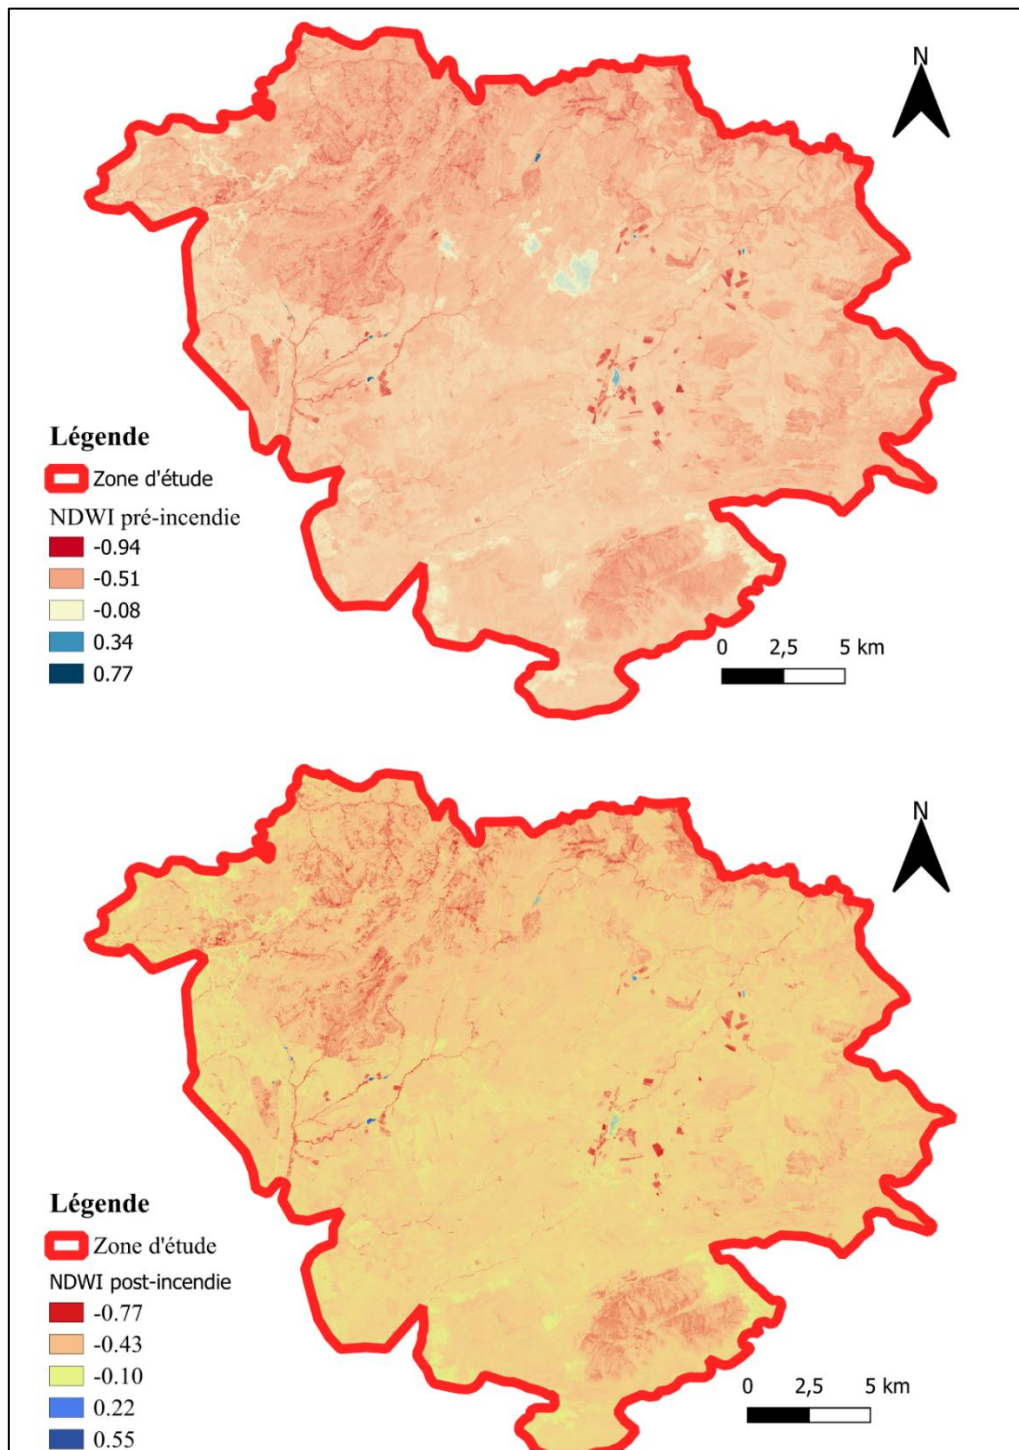 N
Légende
Zone d'étude
NDWI pré-incendie
-0.94
-0.51
-0.08
0.34
0.77
0 2,5 5 km
N
Légende
Zone d'étude
NDWI post-incendie
-0.77
-0.43
-0.10
0.22
0.55
0 2,5 5 km